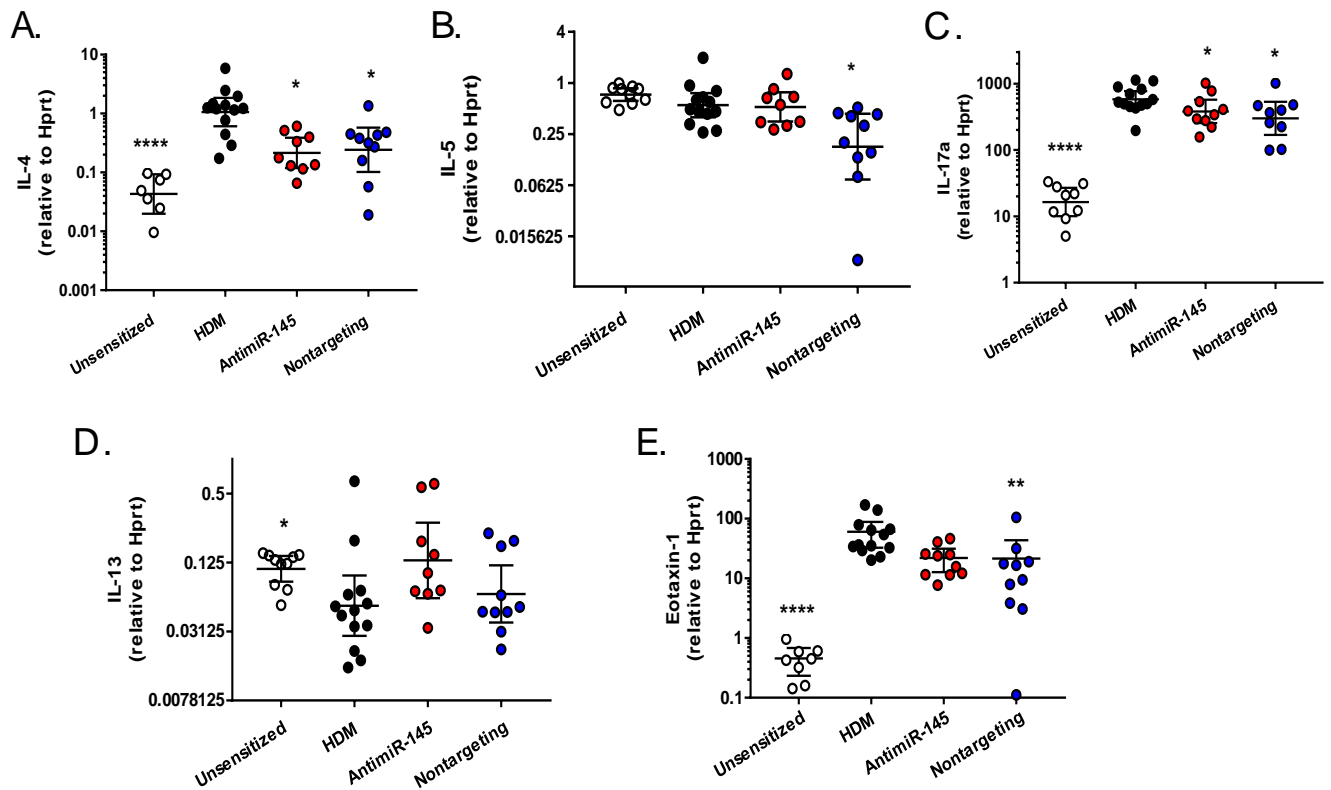 A.
IL-4
(relative to Hprt)
10
1
0.1
0.01
0.001
****
*
*
Unsensitized
HDM
AntimiR-145
Nontargeting
B.
IL-5
(relative to Hprt)
4
1
0.25
0.0625
0.015625
*
Unsensitized
HDM
AntimiR-145
Nontargeting
C.
IL-17a
(relative to Hprt)
1000
100
10
1
****
*
*
Unsensitized
HDM
AntimiR-145
Nontargeting
D.
IL-13
(relative to Hprt)
0.5
0.125
0.03125
0.0078125
*
Unsensitized
HDM
AntimiR-145
Nontargeting
E.
Eotaxin-1
(relative to Hprt)
1000
100
10
1
0.1
****
**
Unsensitized
HDM
AntimiR-145
Nontargeting